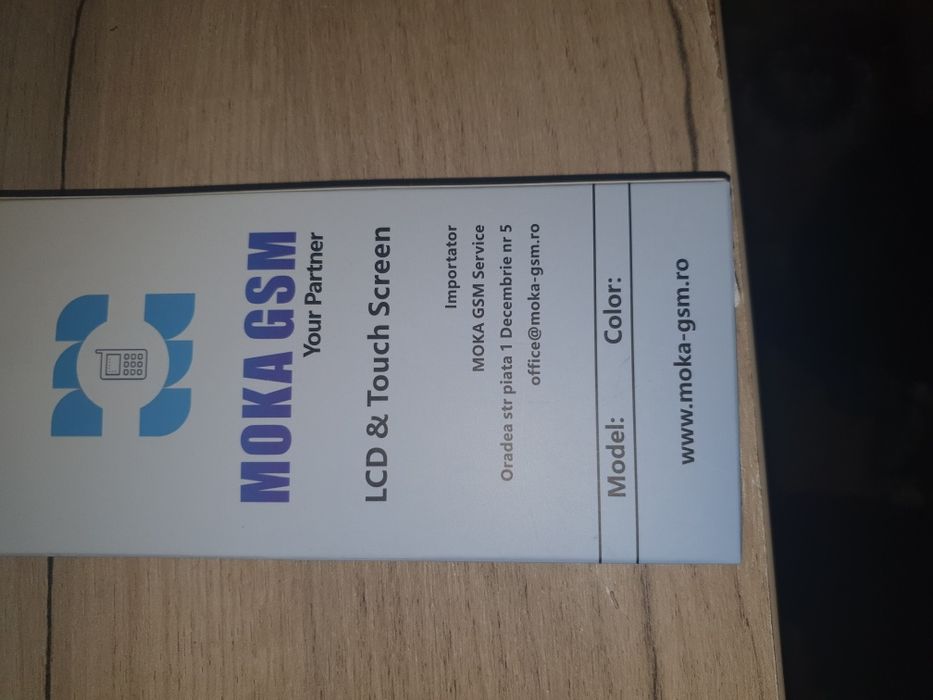 MOKA GSM
Your Partner
LCD & Touch Screen
Importator
MOKA GSM Service
Oradea str piata 1 Decembrie nr 5
office@moka-gsm.ro
Model: Color:
www.moka-gsm.ro